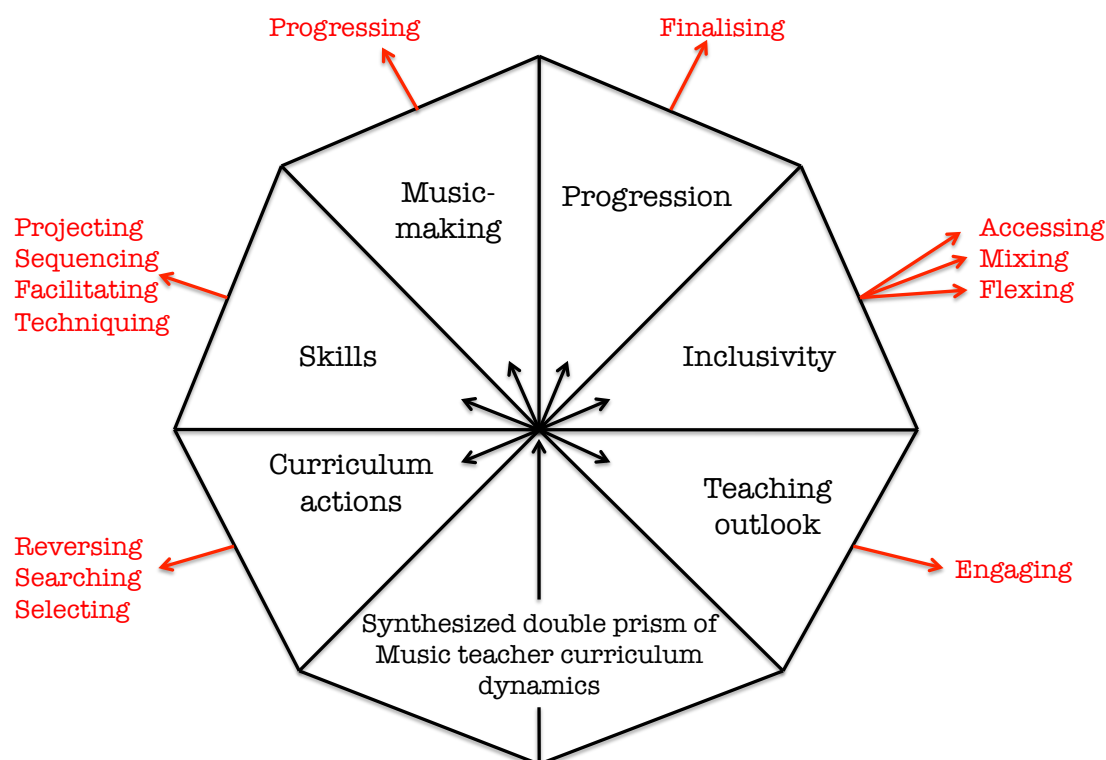 Progressing
Finalising
Music-
making
Progression
Projecting
Sequencing
Facilitating
Techniquing
Accessing
Mixing
Flexing
Skills
Inclusivity
Curriculum
actions
Teaching
outlook
Reversing
Searching
Selecting
Engaging
Synthesized double prism of
Music teacher curriculum
dynamics